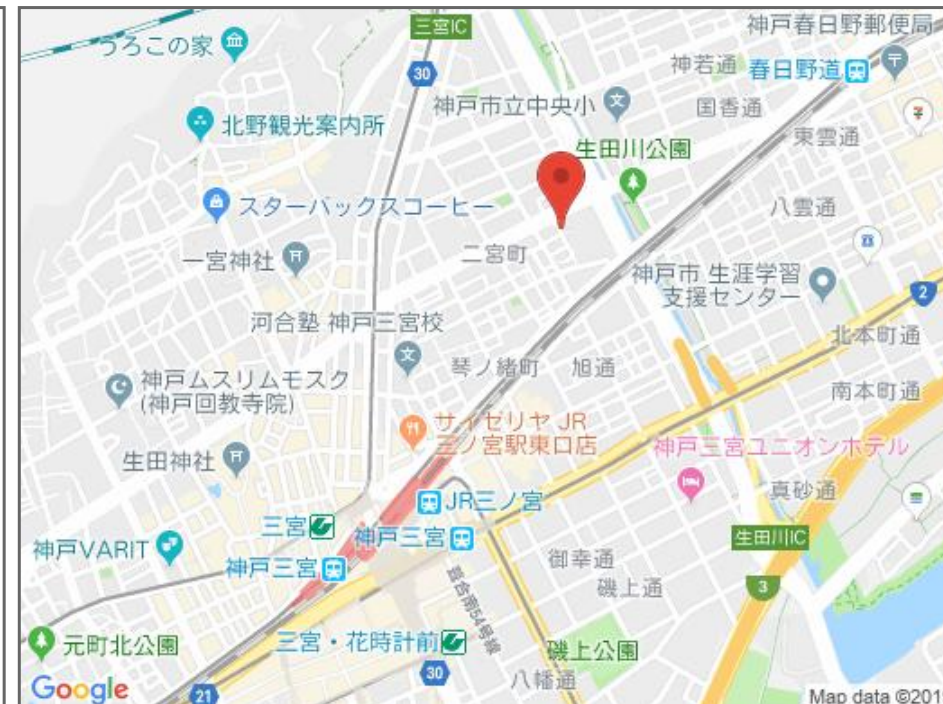 三宮IC
神戸春日野郵便局
うろこの家
30
神若通
春日野道
神戸市立中央小
国香通
北野観光案内所
東雲通
生田川公園
スターバックスコーヒー
八雲通
二宮町
一宮神社
神戸市 生涯学習
支援センター
2
河合塾 神戸三宮校
北本町通
琴ノ緒町
旭通
神戸ムスリムモスク
(神戸回教寺院)
南本町通
サイゼリヤ JR
三ノ宮駅東口店
神戸三宮ユニオンホテル
生田神社
真砂通
JR三ノ宮
三宮
神戸三宮
生田川IC
神戸VARIT
神戸三宮
御幸通
磯上通
3
葺合南54号線
元町北公園
三宮・花時計前
磯上公園
30
八幡通
Google
21
Map data ©201